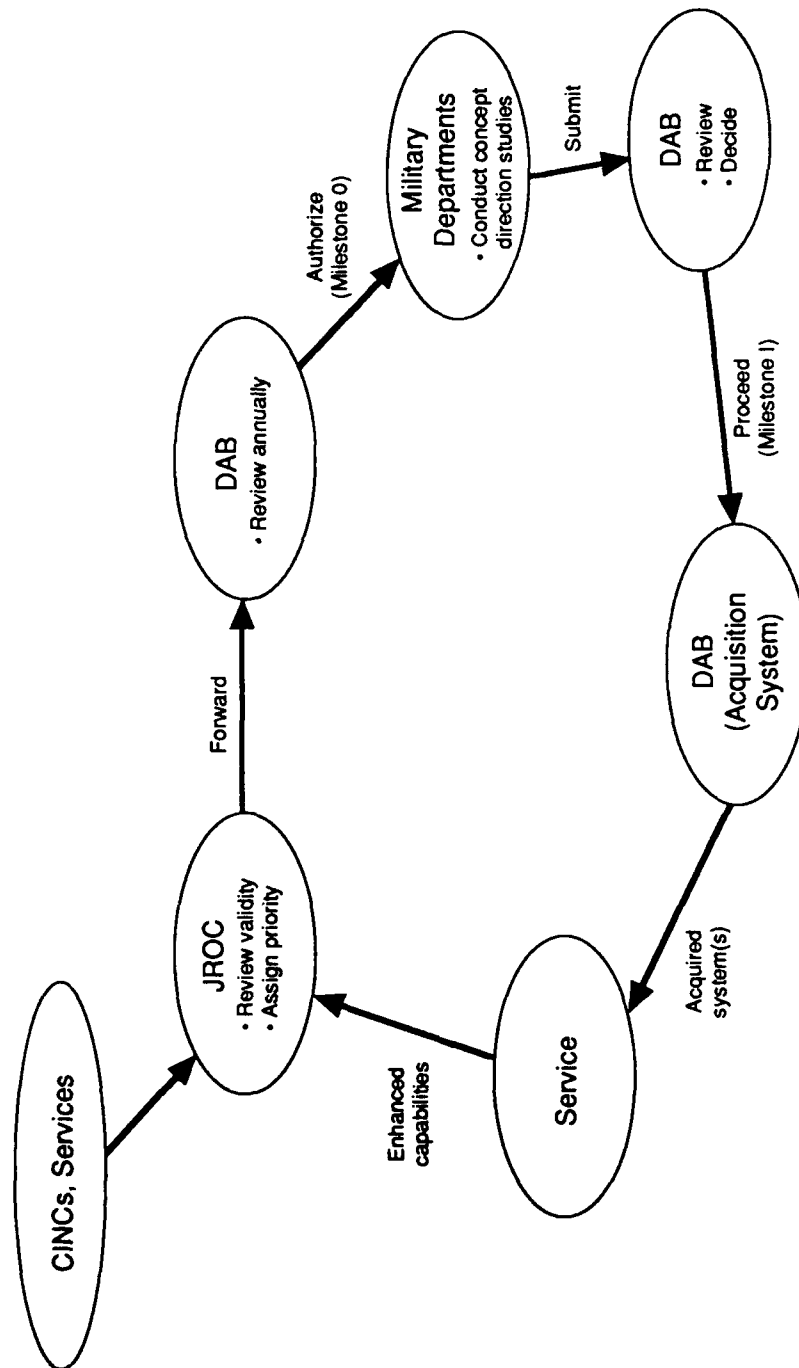 CINCs, Services
JROC
• Review validity
• Assign priority
Forward
DAB
• Review annually
Authorize
(Milestone 0)
Military
Departments
• Conduct concept
direction studies
Submit
DAB
• Review
• Decide
Proceed
(Milestone I)
DAB
(Acquisition
System)
Acquired
system(s)
Service
Enhanced
capabilities